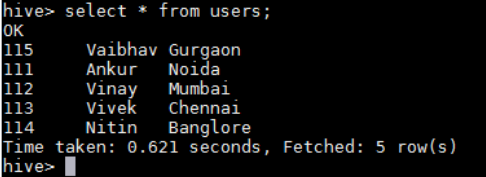 hive> select * from users;
OK
115 Vaibhav Gurgaon
111 Ankur Noida
112 Vinay Mumbai
113 Vivek Chennai
114 Nitin Banglore
Time taken: 0.621 seconds, Fetched: 5 row(s)
hive>